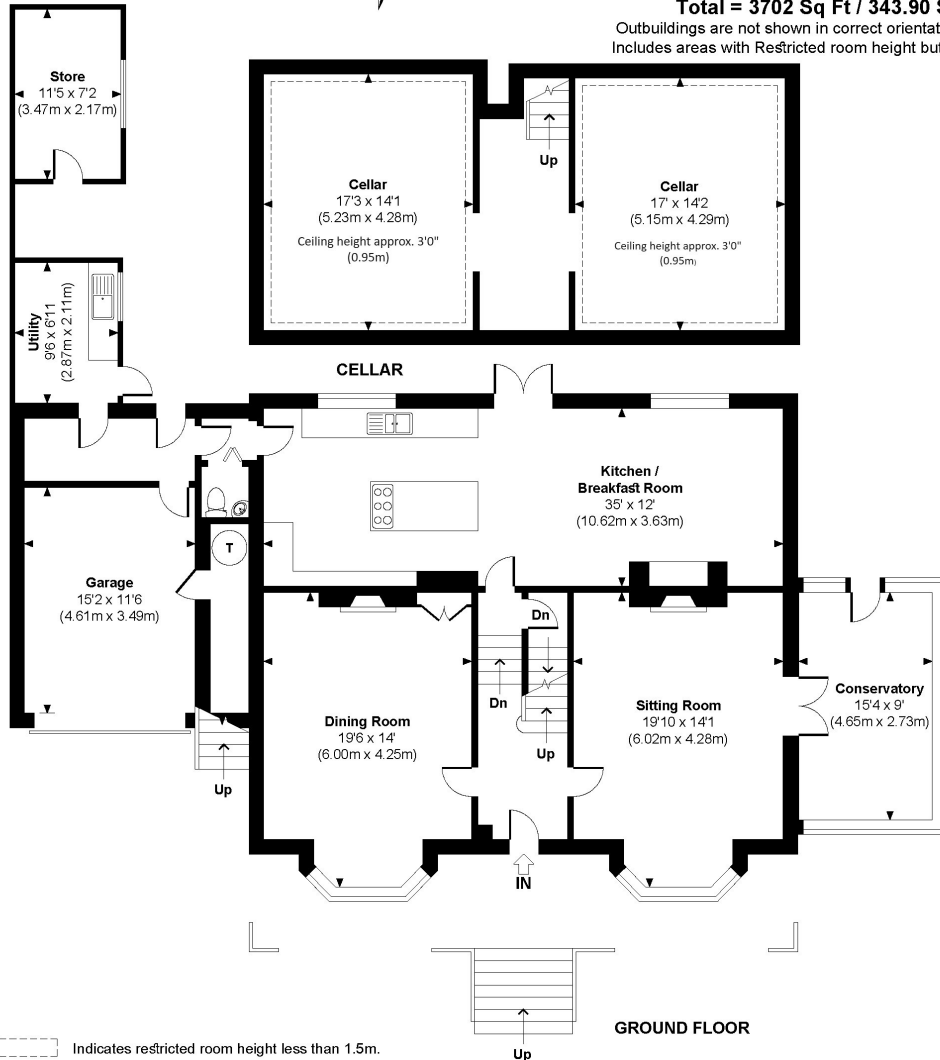 Total = 3702 Sq Ft / 343.90 S
Outbuildings are not shown in correct orientat
Includes areas with Restricted room height but
Store
11'5 x 7'2
(3.47m x 2.17m)
Up
Cellar
17'3 x 14'1
(5.23m x 4.28m)
Ceiling height approx. 3'0"
(0.95m)
Cellar
17' x 14'2
(5.15m x 4.29m)
Ceiling height approx. 3'0"
(0.95m)
Utility
9'6 x 6'11
(2.87m x 2.11m)
CELLAR
Kitchen /
Breakfast Room
35' x 12'
(10.62m x 3.63m)
T
Garage
15'2 x 11'6
(4.61m x 3.49m)
Dn
Dn
Up
Conservatory
15'4 x 9'
(4.65m x 2.73m)
Sitting Room
19'10 x 14'1
(6.02m x 4.28m)
Dining Room
19'6 x 14'
(6.00m x 4.25m)
Up
IN
GROUND FLOOR
Indicates restricted room height less than 1.5m.
Up